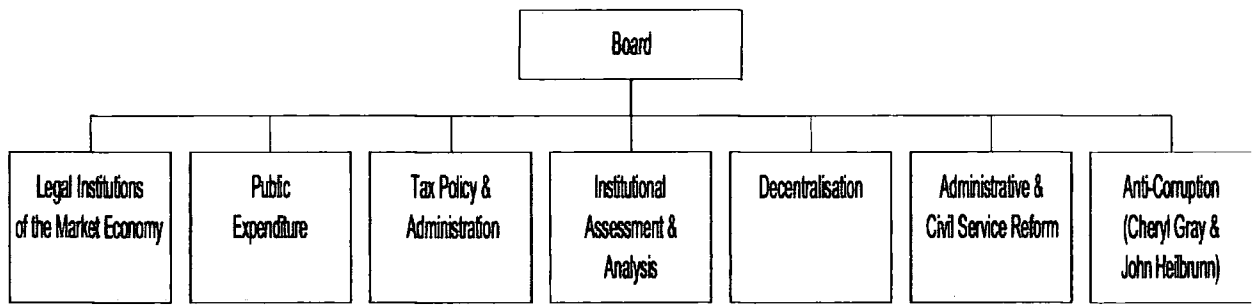 Board
Legal Institutions
of the Market Economy
Public
Expenditure
Tax Policy &
Administration
Institutional
Assessment &
Analysis
Decentralisation
Administrative &
Civil Service Reform
Anti-Corruption
(Cheryl Gray &
John Heilbrunn)